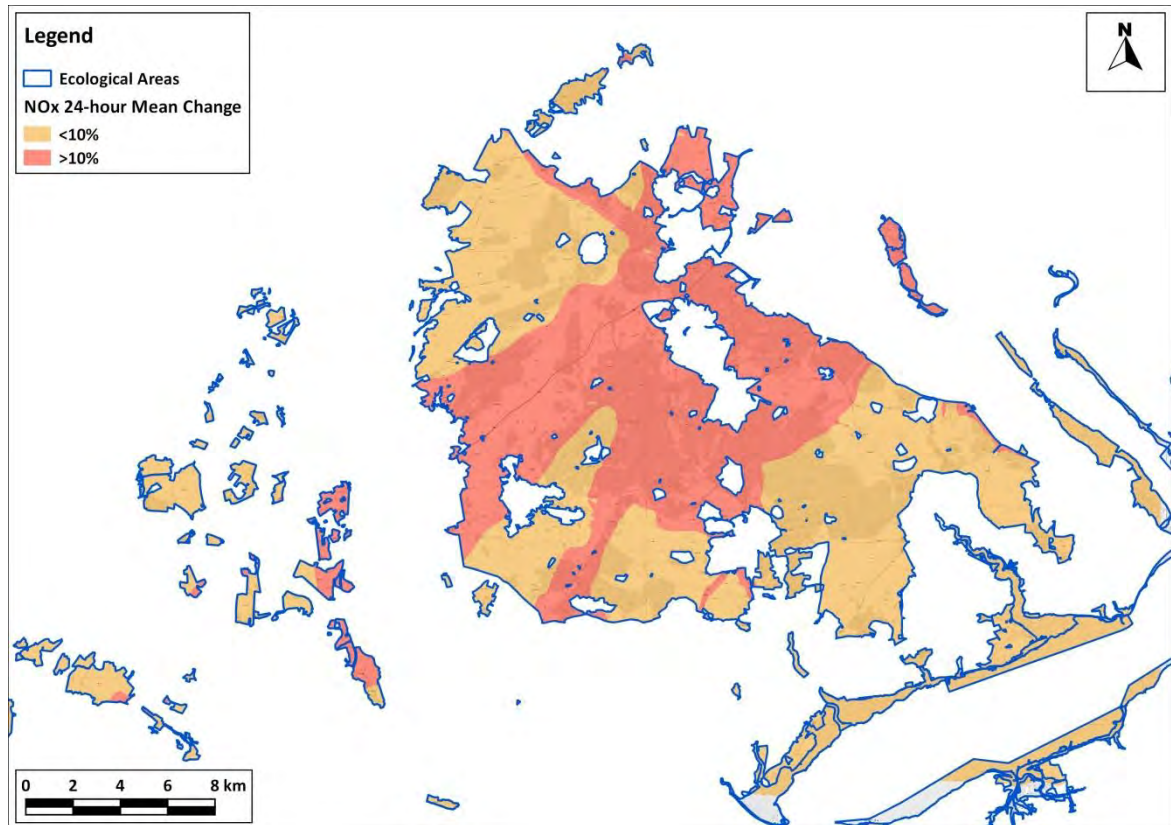 Legend
Ecological Areas
NOx 24-hour Mean Change
<10%
>10%
N
0 2 4 6 8 km